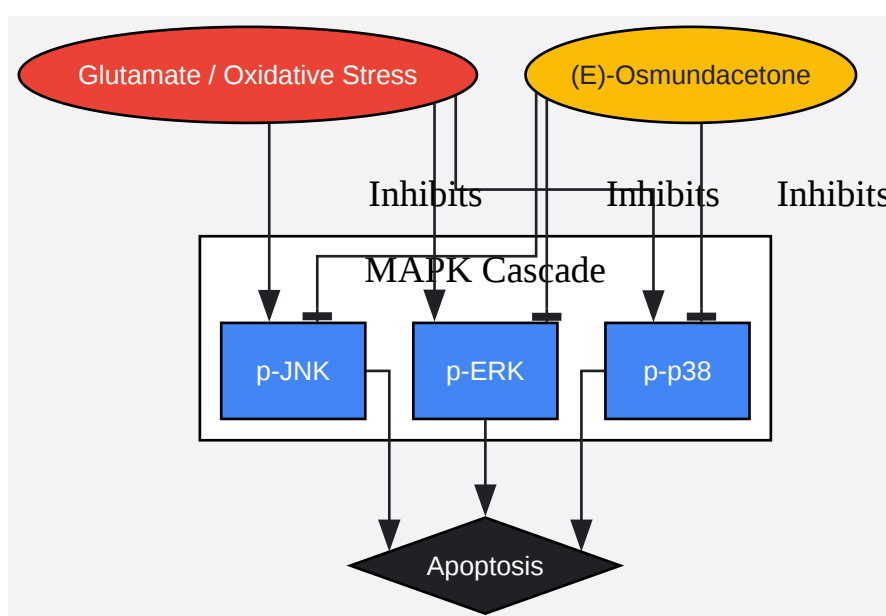 Glutamate / Oxidative Stress
(E)-Osmundacetone
Inhibits
Inhibits
Inhibits
MAPK Cascade
p-JNK
p-ERK
p-p38
Apoptosis